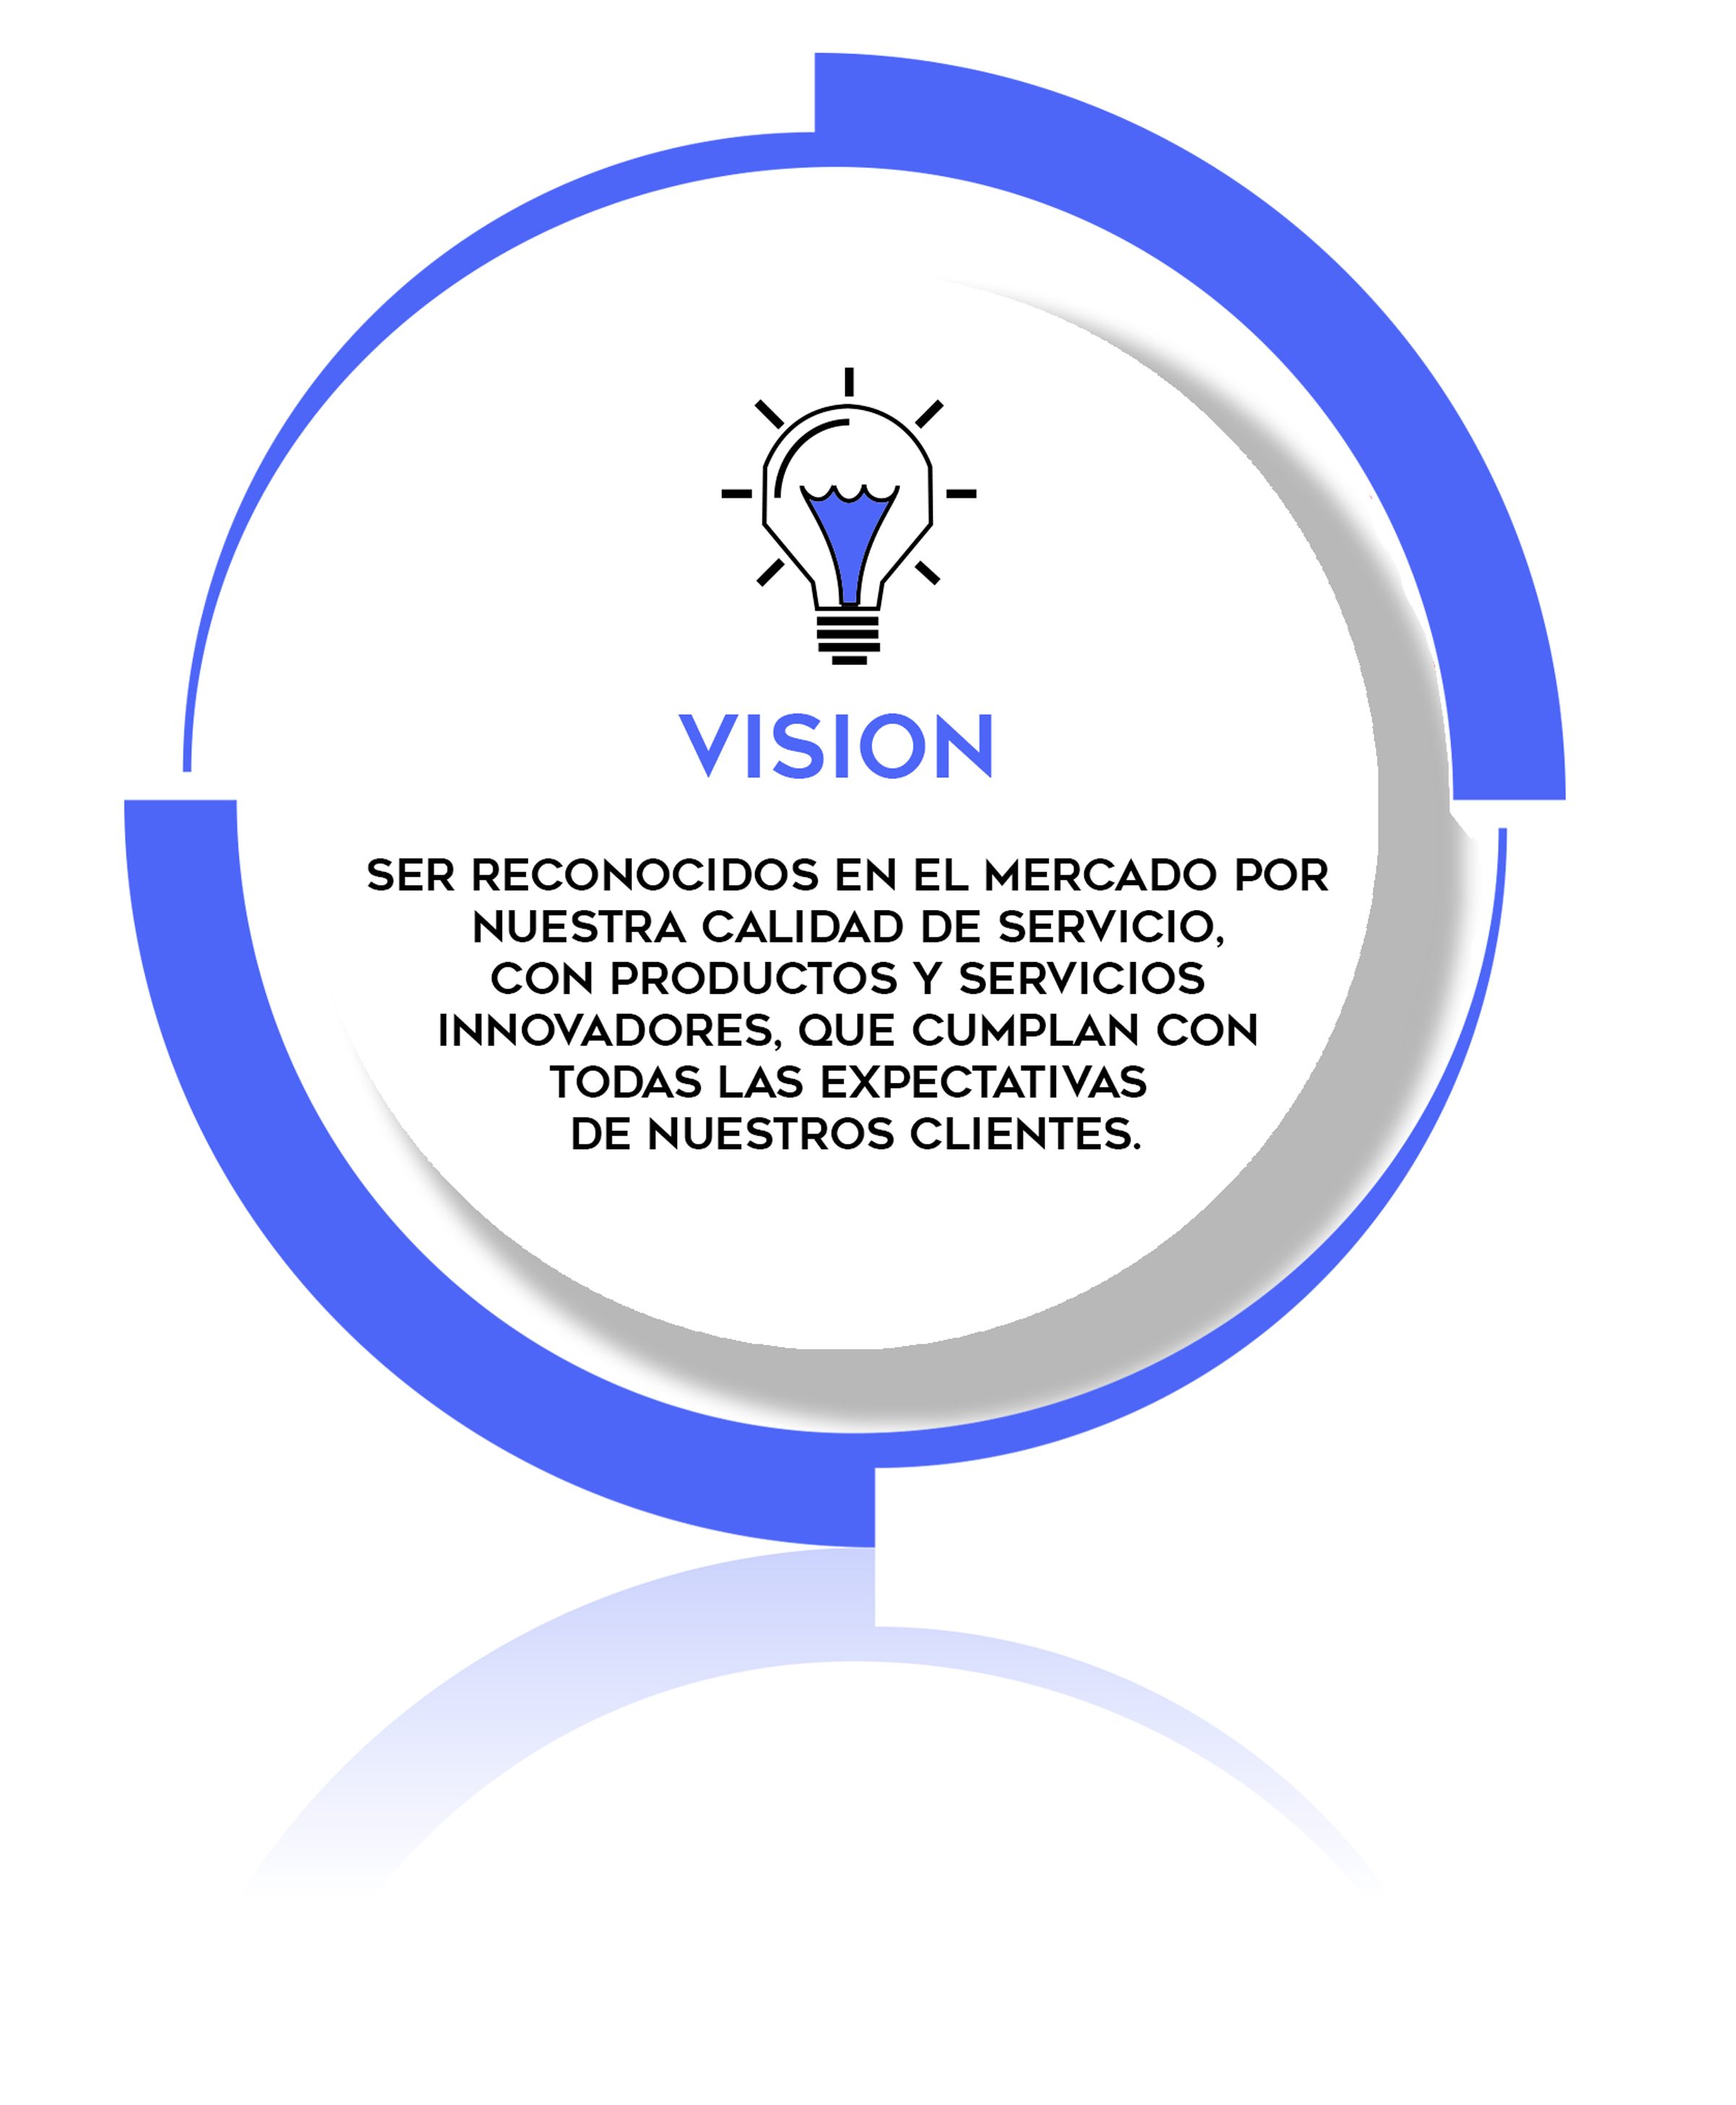 VISION
SER RECONOCIDOS EN EL MERCADO POR
NUESTRA CALIDAD DE SERVICIO,
CON PRODUCTOS Y SERVICIOS
INNOVADORES, QUE CUMPLAN CON
TODAS LAS EXPECTATIVAS
DE NUESTROS CLIENTES.